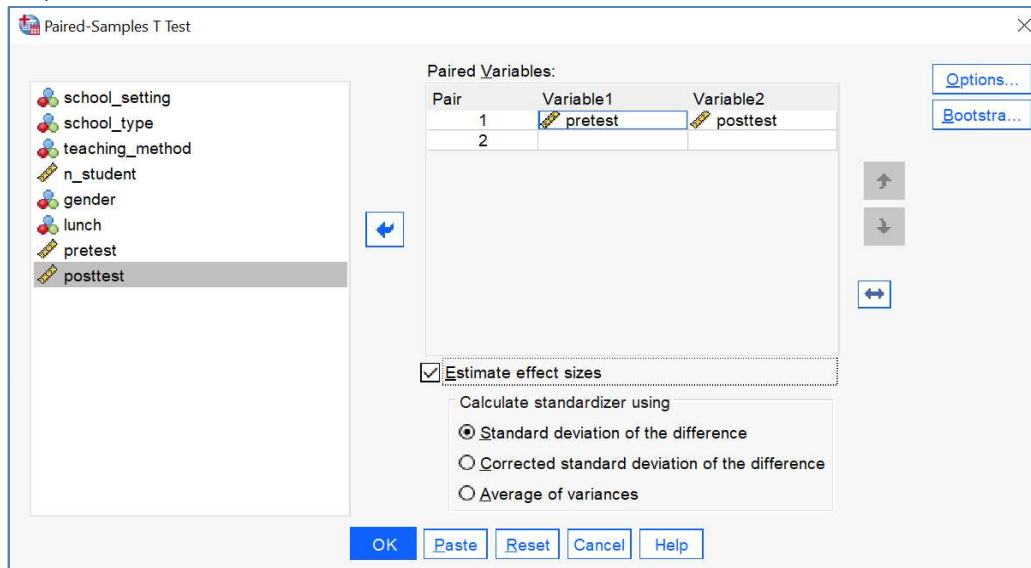 Paired-Samples T Test
school_setting
school_type
teaching_method
n_student
gender
lunch
pretest
posttest
Paired Variables:
Pair Variable1 Variable2
1 pretest posttest
2
Estimate effect sizes
Calculate standardizer using
Standard deviation of the difference
Corrected standard deviation of the difference
Average of variances
Options...
Bootstra...
OK Paste Reset Cancel Help